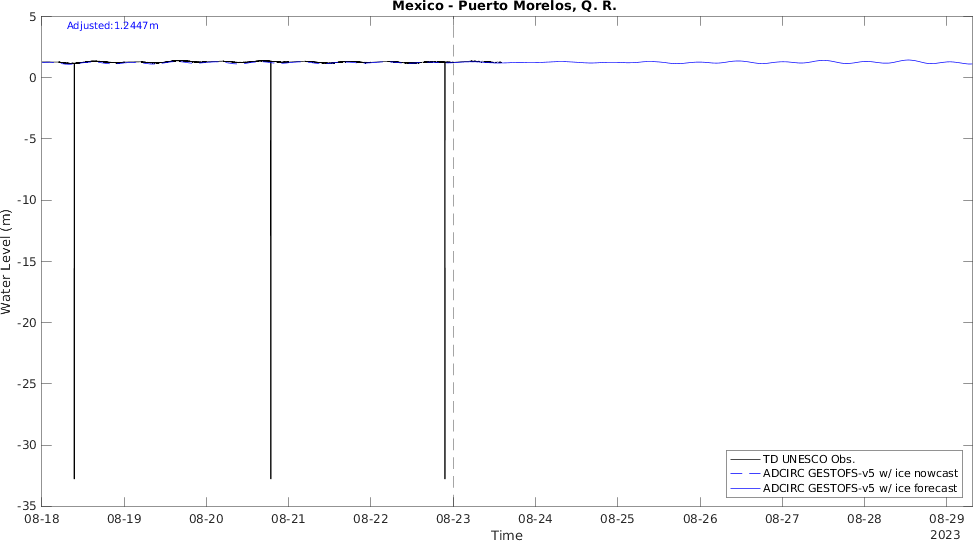 Mexico - Puerto Morelos, Q. R.
Adjusted:1.2447m
5
0
-5
-10
-15
-20
-25
-30
-35
Water Level (m)
TD UNESCO Obs.
ADCIRC GESTOFS-v5 w/ ice nowcast
ADCIRC GESTOFS-v5 w/ ice forecast
08-18 08-19 08-20 08-21 08-22 08-23 08-24 08-25 08-26 08-27 08-28 08-29
2023
Time